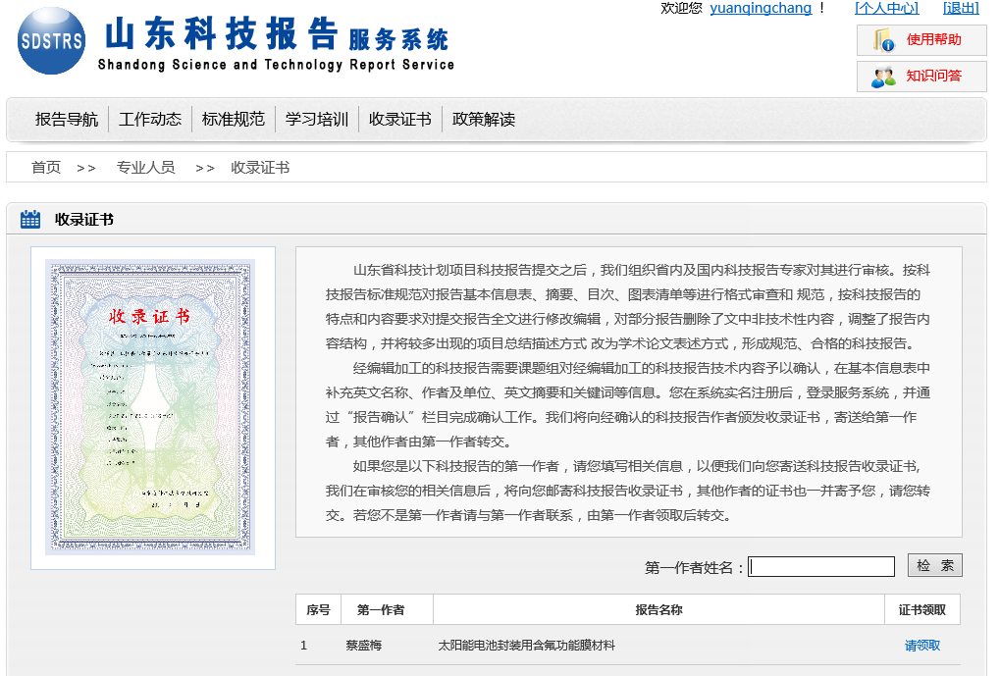 欢迎您 yuanqingchang ！ [个人中心] [退出]
SDSTRS 山东科技报告服务系统
Shandong Science and Technology Report Service
使用帮助
知识问答
报告导航 工作动态 标准规范 学习培训 收录证书 政策解读
首页 >> 专业人员 >> 收录证书
收录证书
收录证书
山东省科技计划项目科技报告提交之后，我们组织省内及国内科技报告专家对其进行审核。按科
技报告标准规范对报告基本信息表、摘要、目次、图表清单等进行格式审查和 规范，按科技报告的
特点和内容要求对提交报告全文进行修改编辑，对部分报告删除了文中非技术性内容，调整了报告内
容结构，并将较多出现的项目总结描述方式 改为学术论文表述方式，形成规范、合格的科技报告。
经编辑加工的科技报告需要课题组对经编辑加工的科技报告技术内容予以确认，在基本信息表中
补充英文名称、作者及单位、英文摘要和关键词等信息。您在系统实名注册后，登录服务系统，并通
过“报告确认”栏目完成确认工作。我们将向经确认的科技报告作者颁发收录证书，寄送给第一作
者，其他作者由第一作者转交。
如果您是以下科技报告的第一作者，请您填写相关信息，以便我们向您寄送科技报告收录证书,
我们在审核您的相关信息后，将向您邮寄科技报告收录证书，其他作者的证书也一并寄予您，请您转
交。若您不是第一作者请与第一作者联系，由第一作者领取后转交。
第一作者姓名： 检 索
序号 第一作者 报告名称 证书领取
1 蔡盛梅 太阳能电池封装用含氟功能膜材料 请领取